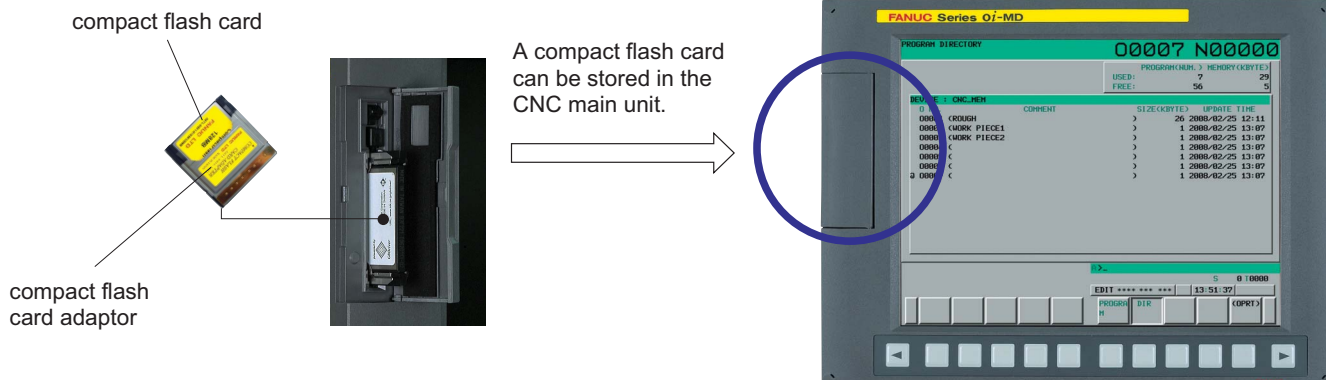 compact flash card
A compact flash card
can be stored in the
CNC main unit.
compact flash
card adaptor
FANUC Series 0i-MD
PROGRAM DIRECTORY O0007 N00000
PROGRAM(NUM.) MEMORY(KBYTE)
USED: 7 29
FREE: 56 5
DEVICE : CNC_MEM
COMMENT SIZE(KBYTE) UPDATE TIME
(ROUGH ) 26 2008/02/25 12:11
(WORK PIECE1 ) 1 2008/02/25 13:07
(WORK PIECE2 ) 1 2008/02/25 13:07
( ) 1 2008/02/25 13:07
( ) 1 2008/02/25 13:07
( ) 1 2008/02/25 13:07
( ) 1 2008/02/25 13:07
>_
S 0 T0000
EDIT **** *** *** 13:51:37
PROGRA
M DIR (OPRT)